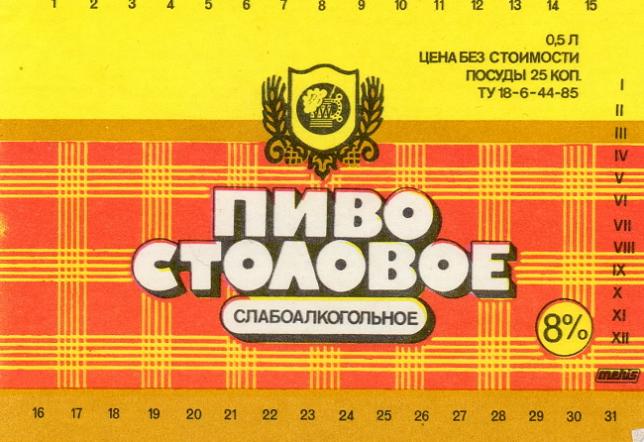 1 2 3 4 5 6 7 8 9 10 11 12 13 14 15
0,5 Л
ЦЕНА БЕЗ СТОИМОСТИ
ПОСУДЫ 25 КОП.
ТУ 18-6-44-85
I
II
III
IV
V
VI
VII
VIII
IX
X
XI
XII
ПИВО
СТОЛОВОЕ
СЛАБОАЛКОГОЛЬНОЕ
8%
16 17 18 19 20 21 22 23 24 25 26 27 28 29 30 31